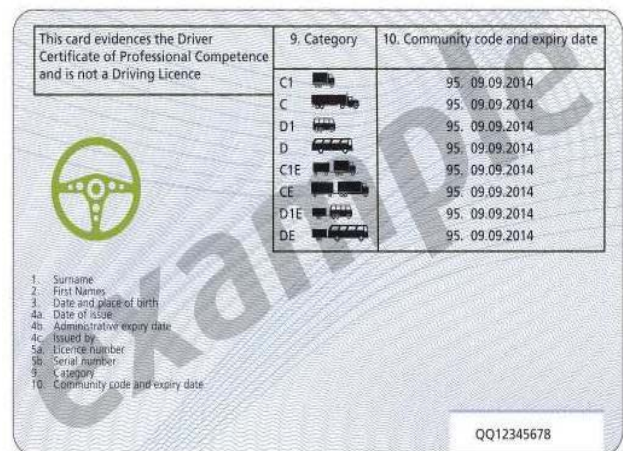 This card evidences the Driver
Certificate of Professional Competence
and is not a Driving Licence
9. Category
10. Community code and expiry date
C1 95. 09.09.2014
C 95. 09.09.2014
D1 95. 09.09.2014
D 95. 09.09.2014
C1E 95. 09.09.2014
CE 95. 09.09.2014
D1E 95. 09.09.2014
DE 95. 09.09.2014
example
1. Surname
2. First Names
3. Date and place of birth
4a. Date of issue
4b. Administrative expiry date
4c. Issued by
5a. Licence number
5b. Serial number
9. Category
10. Community code and expiry date
QQ12345678